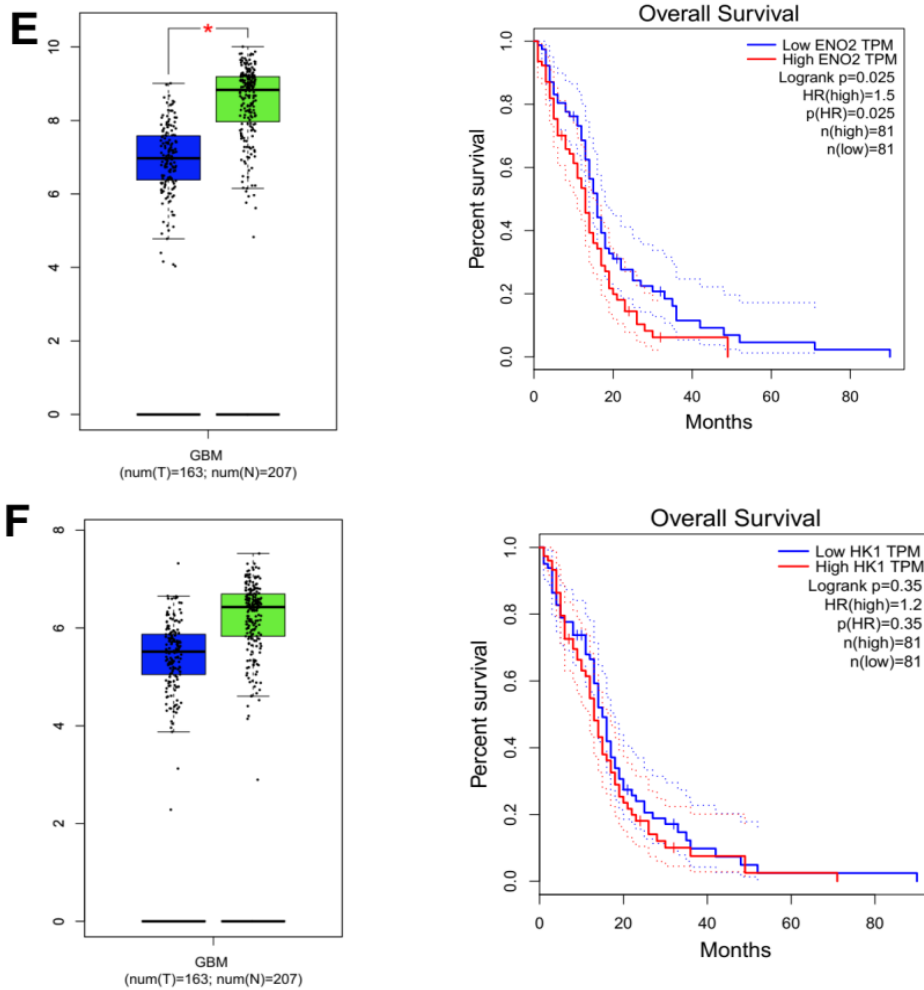 E
*
10
8
6
4
2
0
GBM
(num(T)=163; num(N)=207)
Overall Survival
Low ENO2 TPM
High ENO2 TPM
Logrank p=0.025
HR(high)=1.5
p(HR)=0.025
n(high)=81
n(low)=81
Percent survival
1.0
0.8
0.6
0.4
0.2
0.0
0 20 40 60 80
Months
F
8
6
4
2
0
GBM
(num(T)=163; num(N)=207)
Overall Survival
Low HK1 TPM
High HK1 TPM
Logrank p=0.35
HR(high)=1.2
p(HR)=0.35
n(high)=81
n(low)=81
Percent survival
1.0
0.8
0.6
0.4
0.2
0.0
0 20 40 60 80
Months